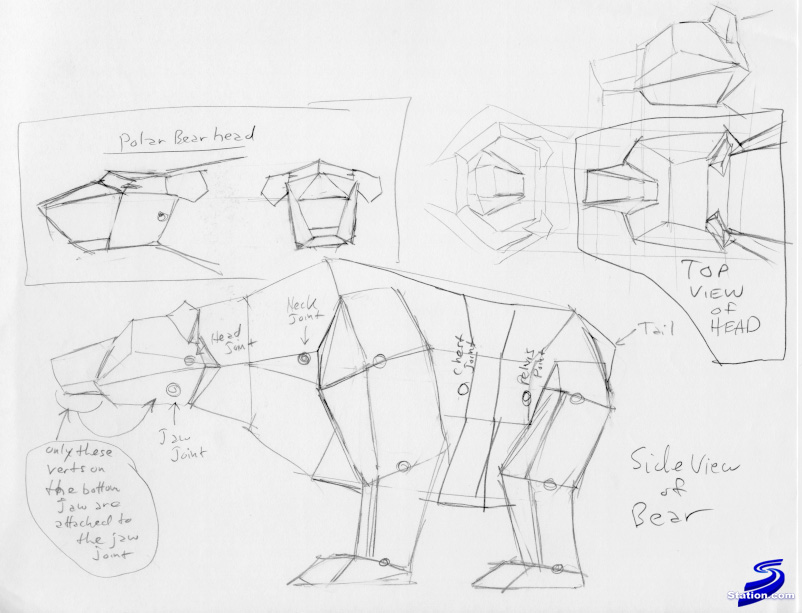 Polar Bear head
TOP
VIEW
of
HEAD
Neck
Joint
Head
Joint
Tail
Chest
Joint
Pelvis
Point
Jaw
Joint
only these
verts on
the bottom
Jaw are
attached to
the jaw
joint
Side View
of
Bear
Station.com